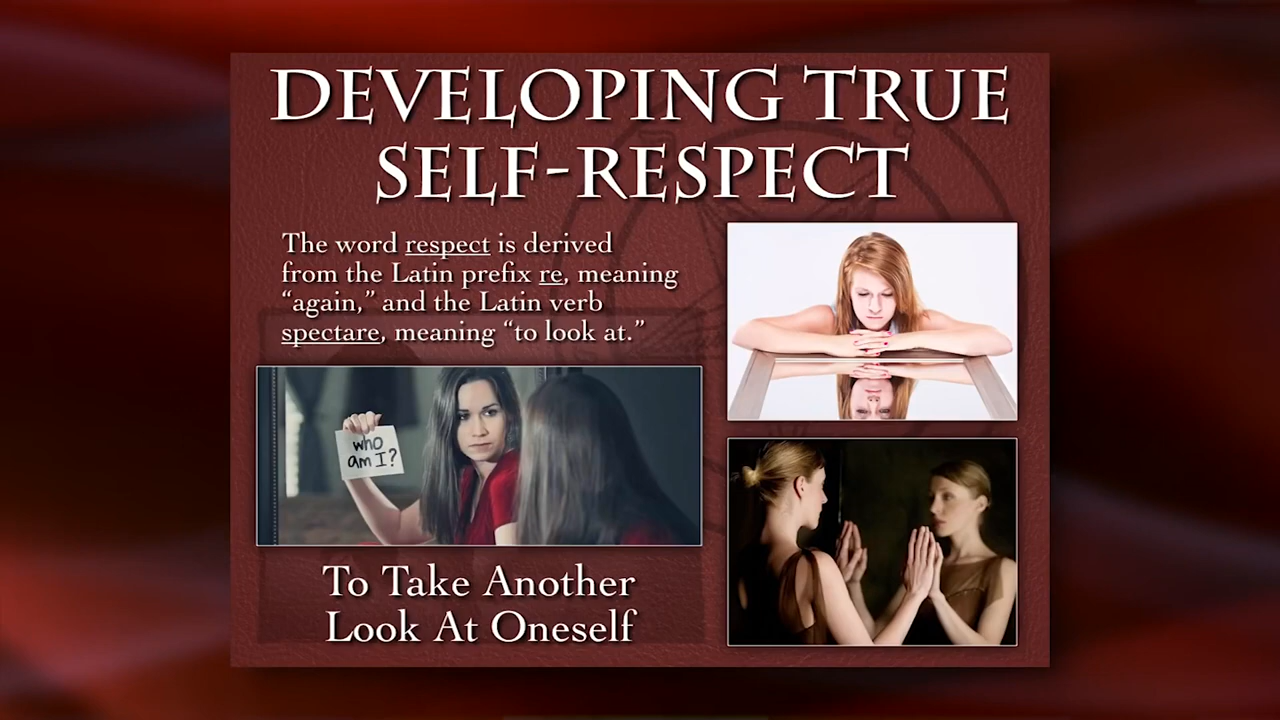 DEVELOPING TRUE
SELF-RESPECT
The word respect is derived
from the Latin prefix re, meaning
“again,” and the Latin verb
spectare, meaning “to look at.”
who
am I?
To Take Another
Look At Oneself